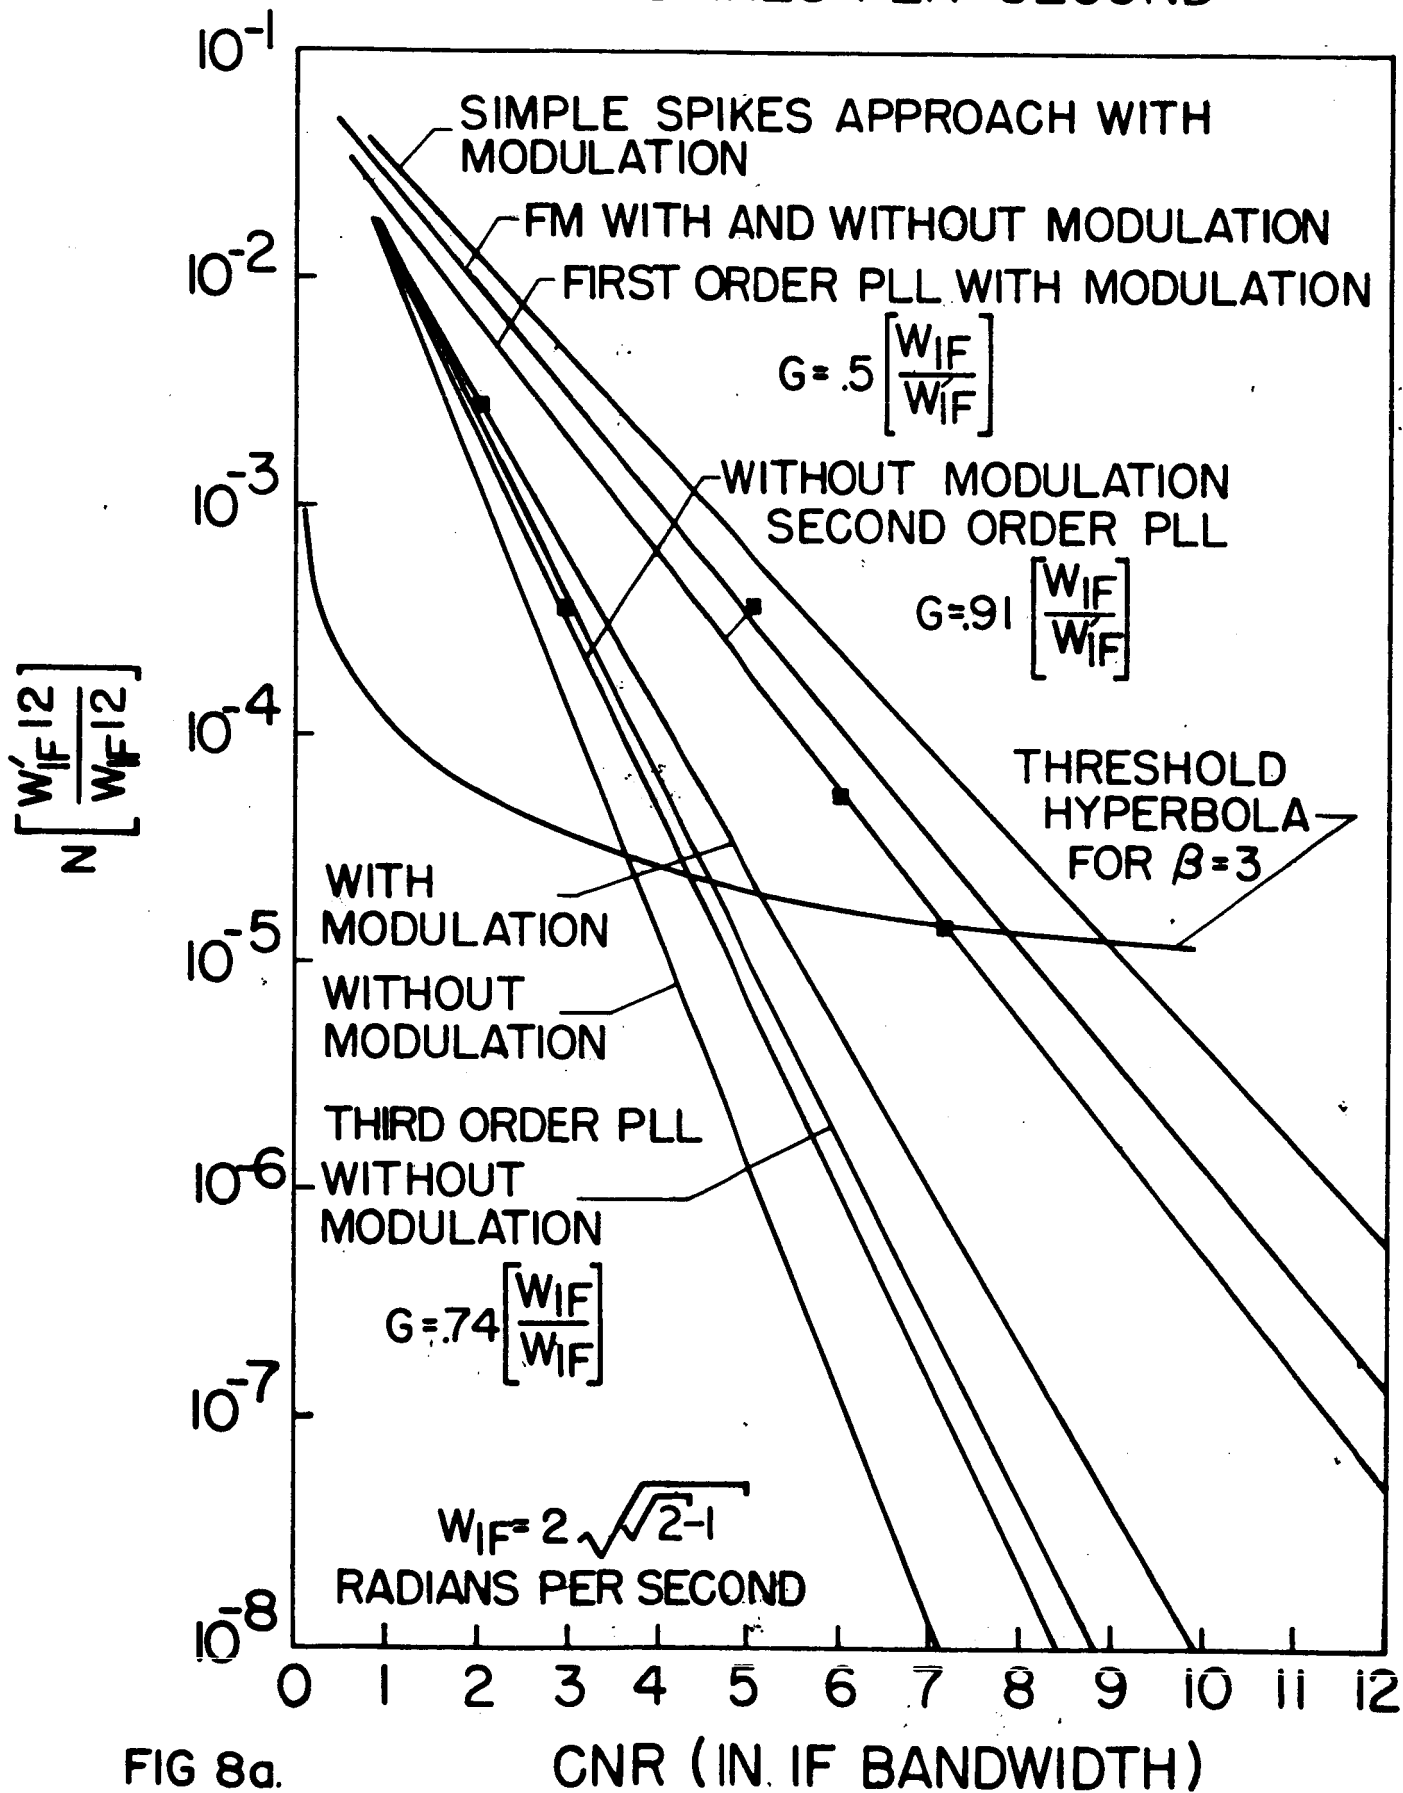 PER SECOND
10^-1
SIMPLE SPIKES APPROACH WITH
MODULATION
FM WITH AND WITHOUT MODULATION
10^-2
FIRST ORDER PLL WITH MODULATION
G= .5 [W_IF / W'_IF]
10^-3
WITHOUT MODULATION
SECOND ORDER PLL
G=.91 [W_IF / W'_IF]
N [W'_IF 12 / W_IF 12]
10^-4
THRESHOLD
HYPERBOLA
FOR β=3
WITH
MODULATION
10^-5
WITHOUT
MODULATION
THIRD ORDER PLL
10^-6
WITHOUT
MODULATION
G=.74 [W_IF / W_IF]
10^-7
W_IF= 2 √(√2-1)
RADIANS PER SECOND
10^-8
0 1 2 3 4 5 6 7 8 9 10 11 12
FIG 8a.
CNR (IN IF BANDWIDTH)